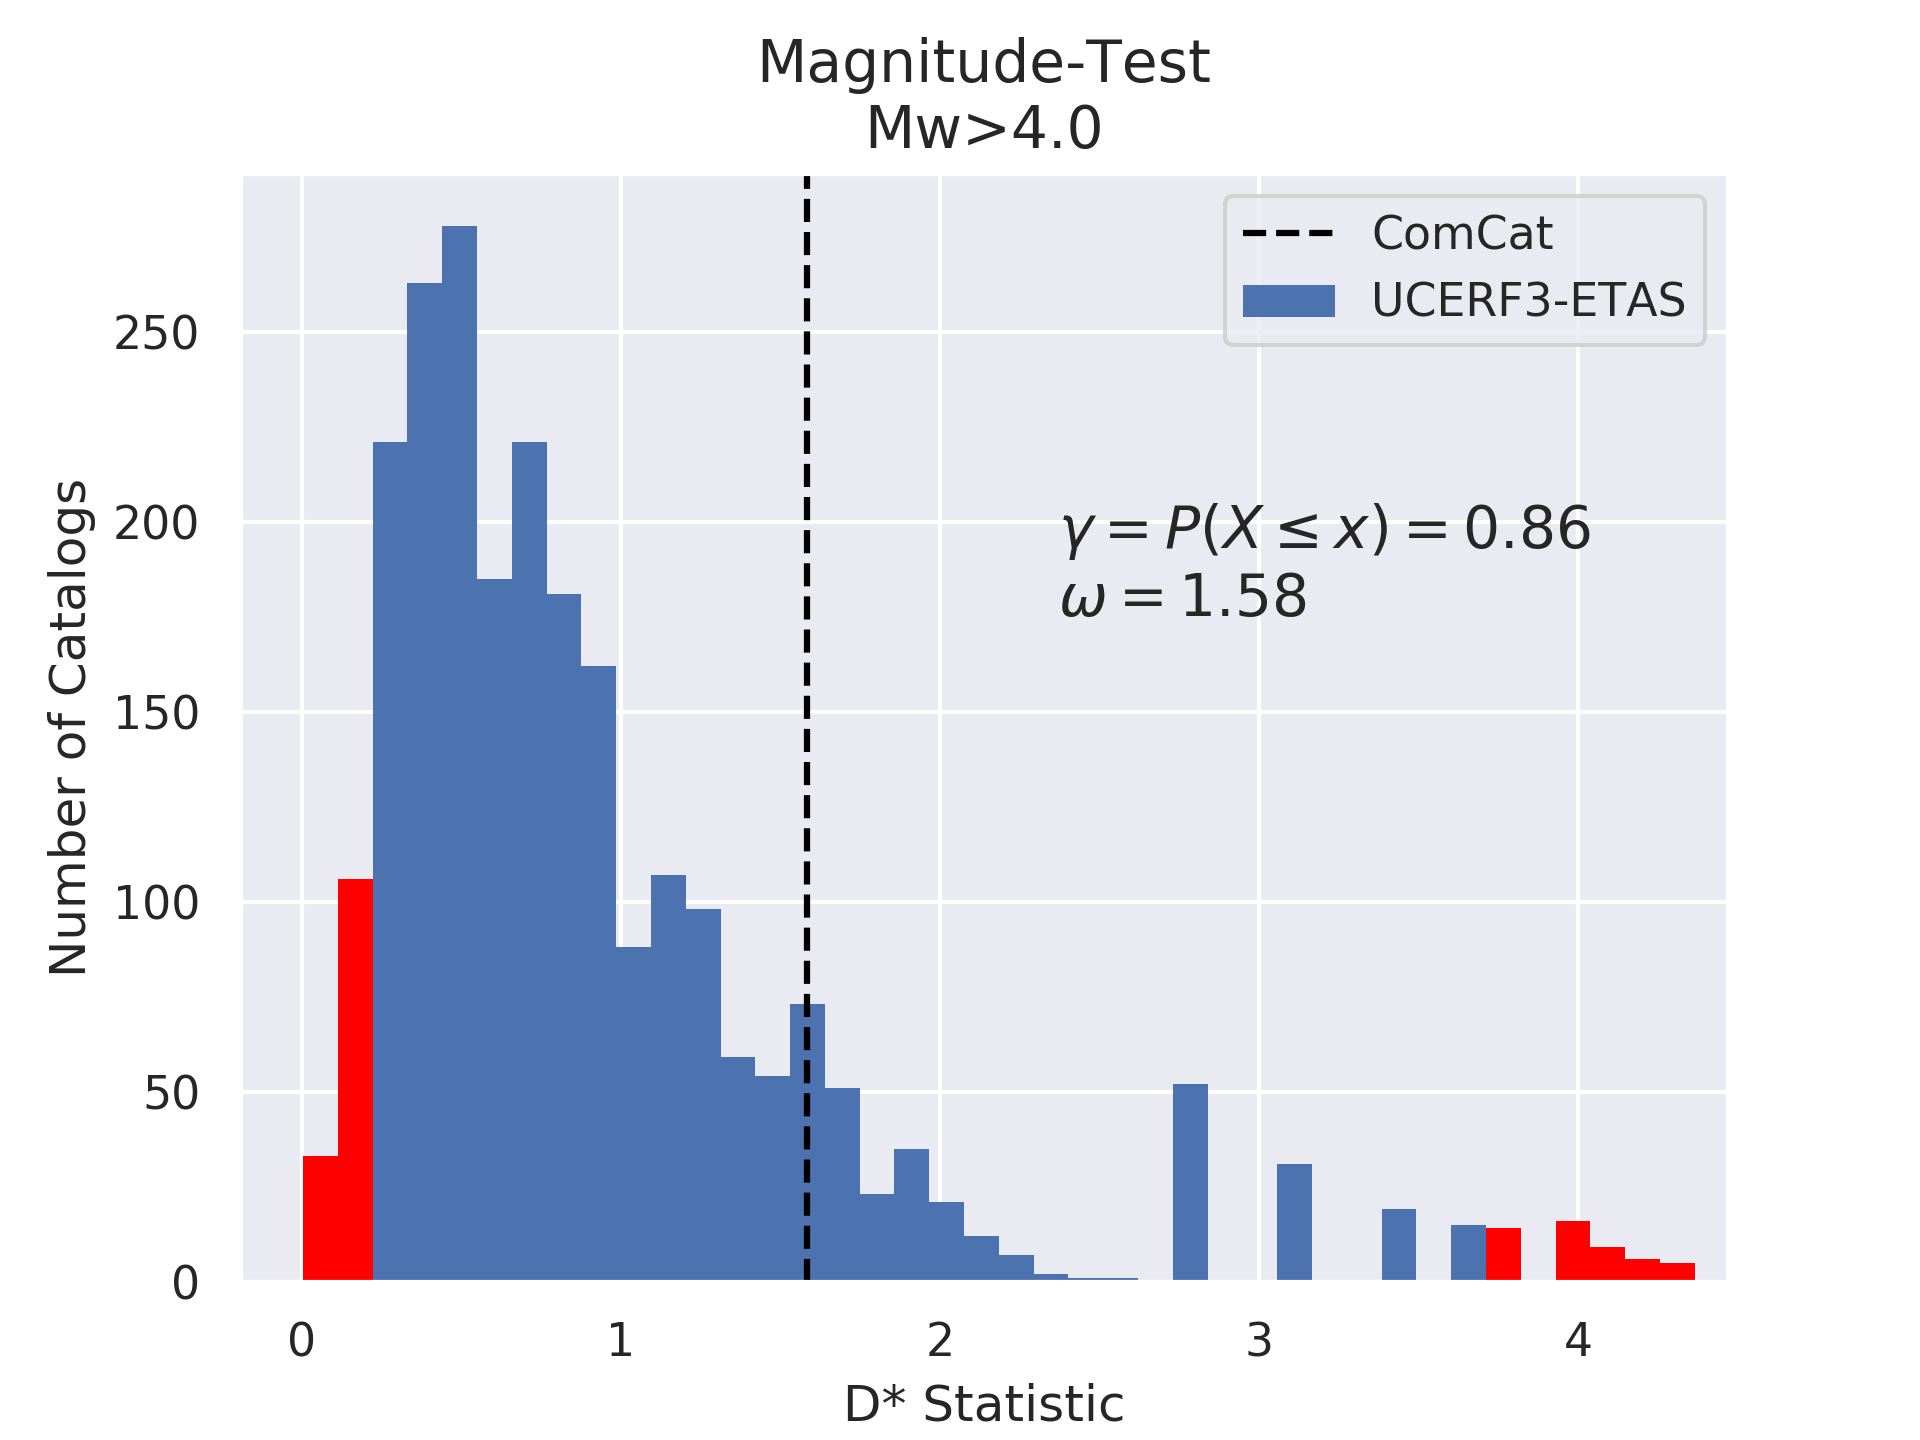 Magnitude-Test
Mw>4.0
ComCat
UCERF3-ETAS
γ = P(X ≤ x) = 0.86
ω = 1.58
Number of Catalogs
250
200
150
100
50
0
0 1 2 3 4
D* Statistic